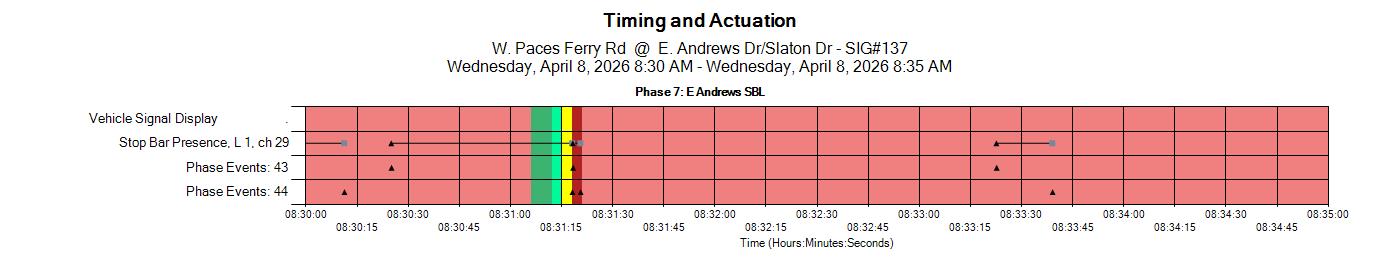 Timing and Actuation
W. Paces Ferry Rd @ E. Andrews Dr/Slaton Dr - SIG#137
Wednesday, April 8, 2026 8:30 AM - Wednesday, April 8, 2026 8:35 AM
Phase 7: E Andrews SBL
Vehicle Signal Display .
Stop Bar Presence, L 1, ch 29
Phase Events: 43
Phase Events: 44
08:30:00 08:30:30 08:31:00 08:31:30 08:32:00 08:32:30 08:33:00 08:33:30 08:34:00 08:34:30 08:35:00
08:30:15 08:30:45 08:31:15 08:31:45 08:32:15 08:32:45 08:33:15 08:33:45 08:34:15 08:34:45
Time (Hours:Minutes:Seconds)